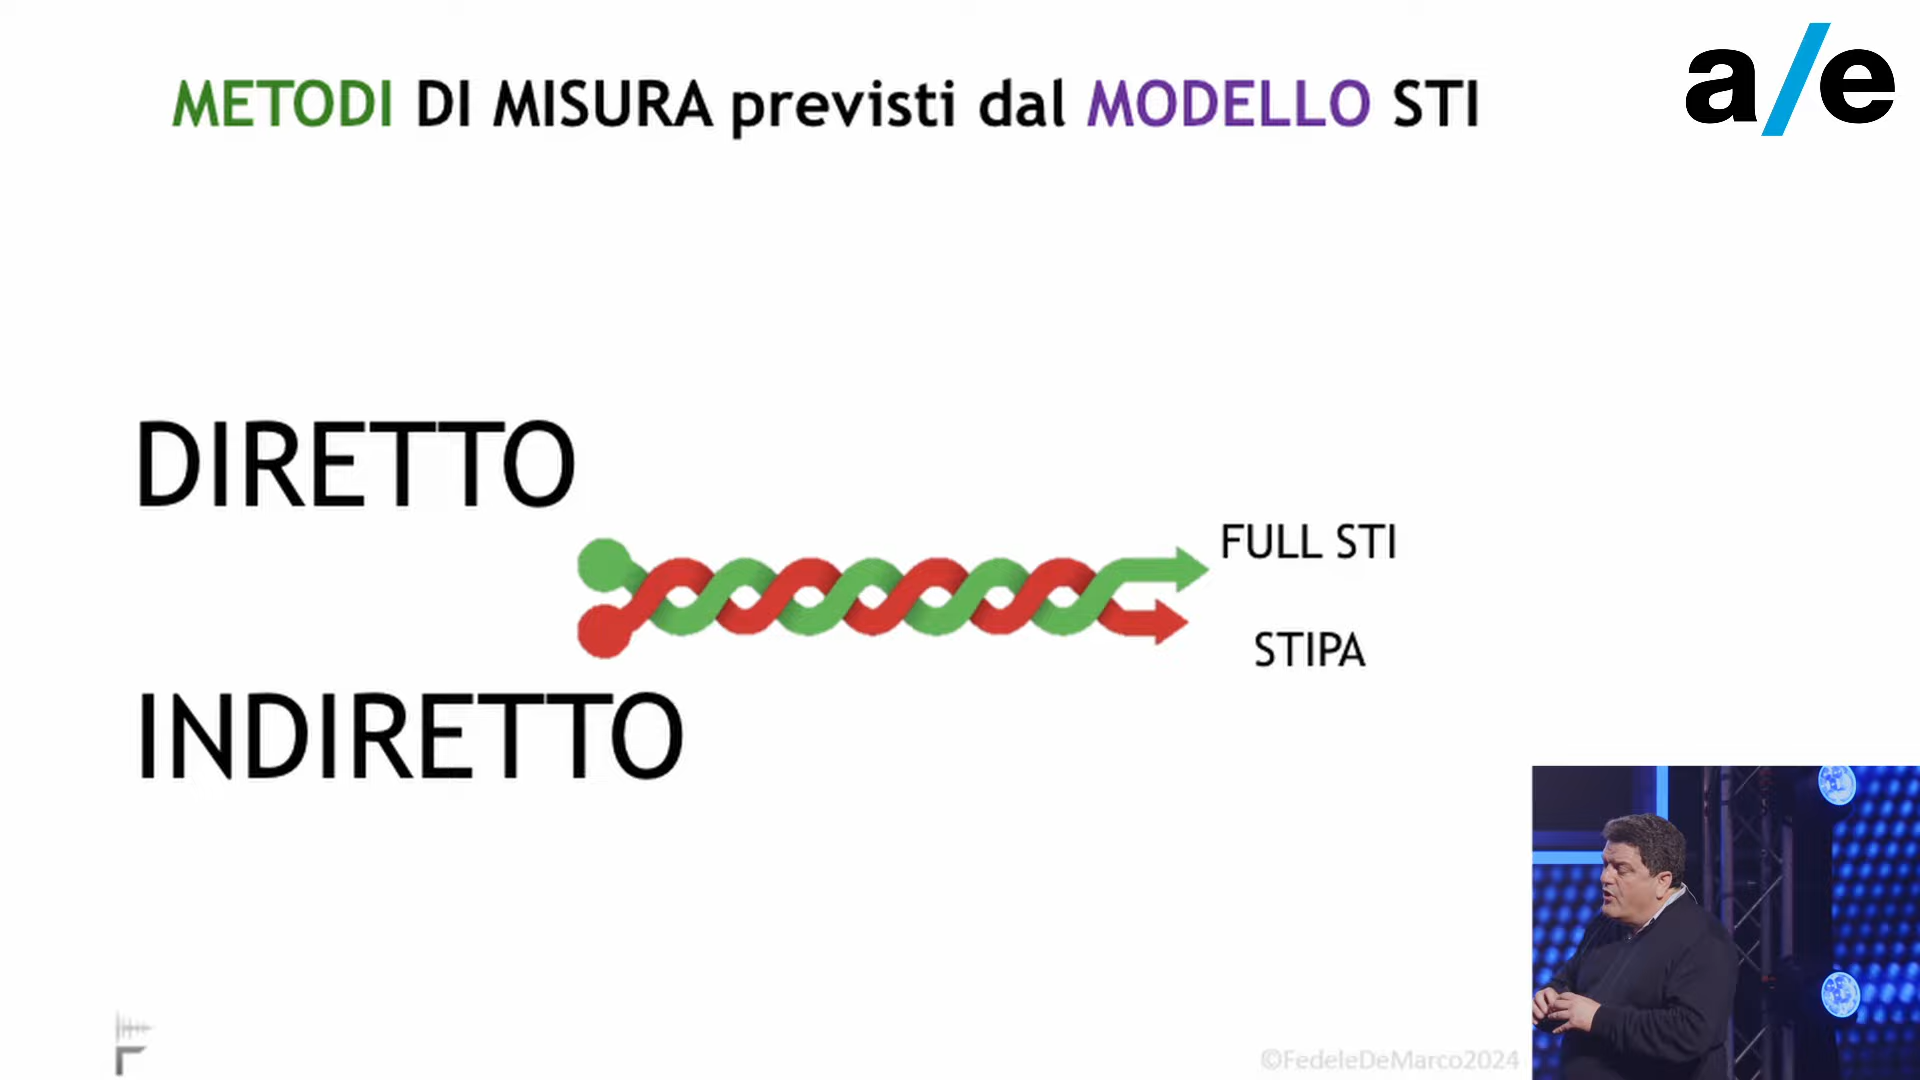 METODI DI MISURA previsti dal MODELLO STI
a/e
DIRETTO
FULL STI
STIPA
INDIRETTO
©FedeleDeMarco2024